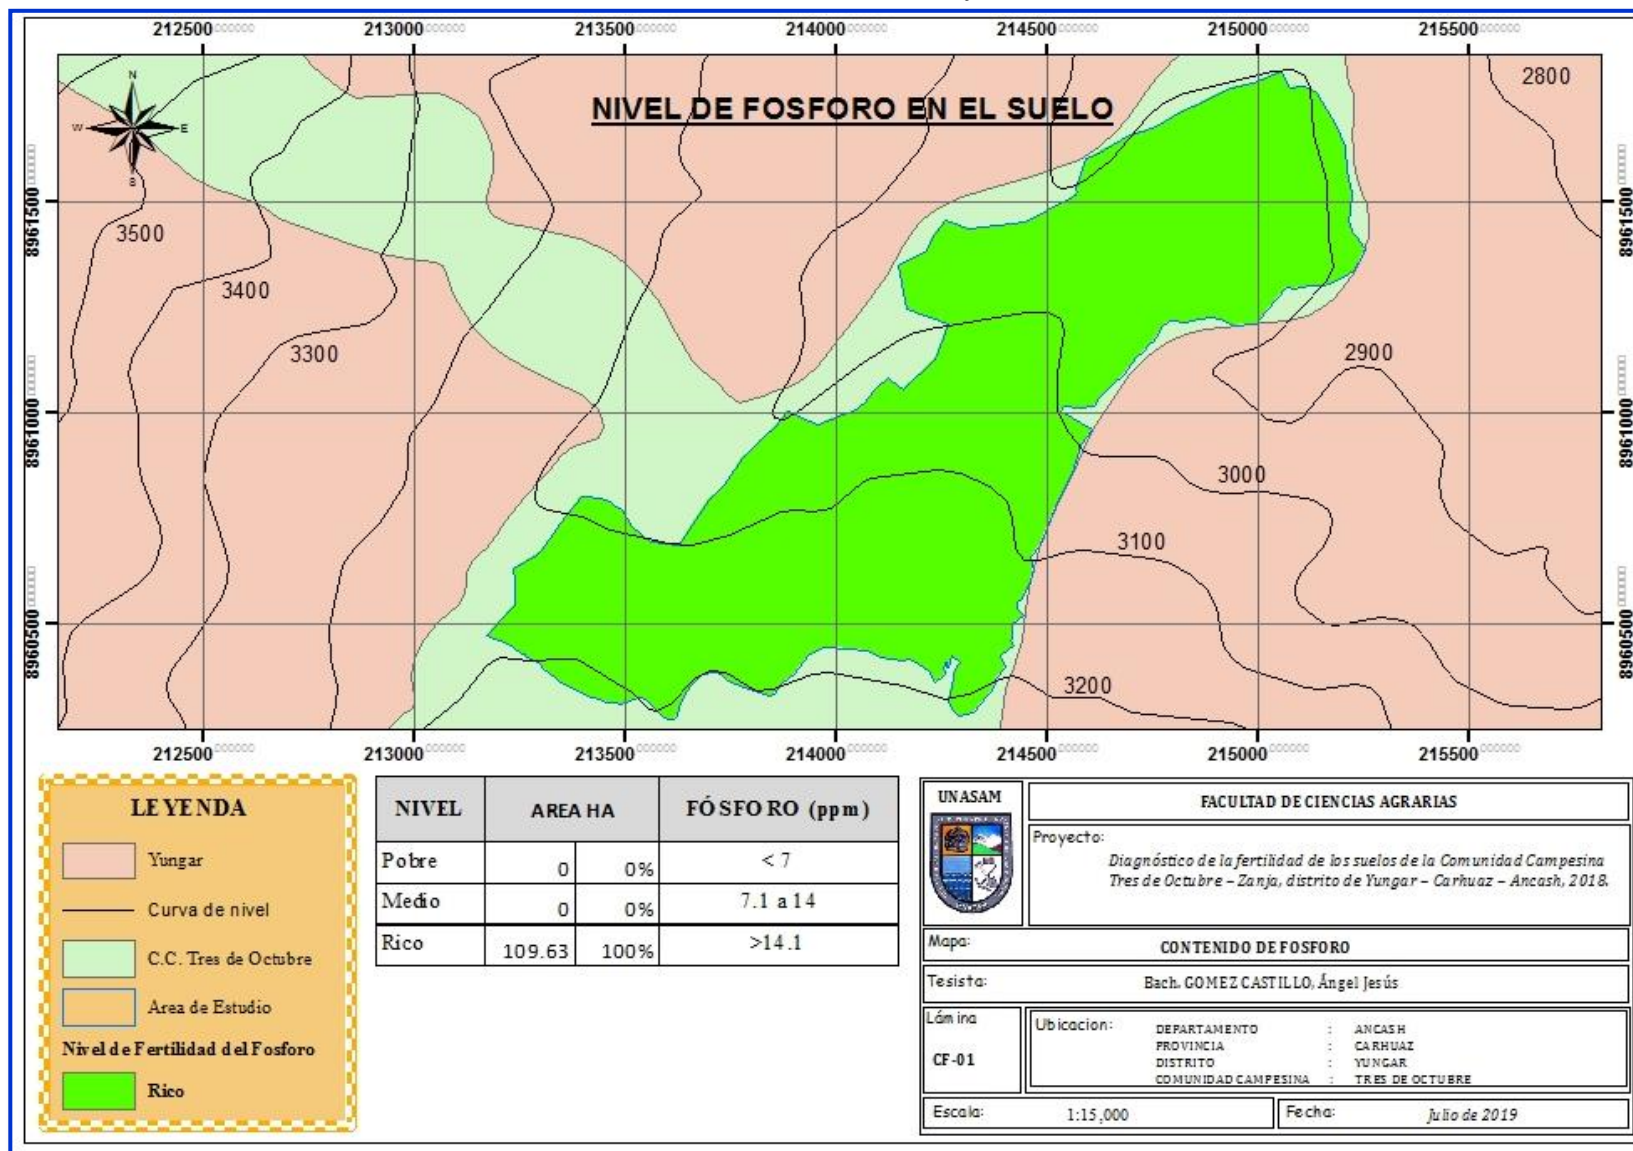 212500 213000 213500 214000 214500 215000 215500
N
W E
S
NIVEL DE FOSFORO EN EL SUELO
2800
8961500 8961500
3500
3400
3300
2900
8961000 8961000
3000
3100
8960500 8960500
3200
212500 213000 213500 214000 214500 215000 215500
LEYENDA
Yungar
Curva de nivel
C.C. Tres de Octubre
Area de Estudio
Nivel de Fertilidad del Fosforo
Rico
NIVEL AREA HA FÓSFORO (ppm)
Pobre 0 0% < 7
Medio 0 0% 7.1 a 14
Rico 109.63 100% >14.1
UNASAM
FACULTAD DE CIENCIAS AGRARIAS
Proyecto:
Diagnóstico de la fertilidad de los suelos de la Comunidad Campesina
Tres de Octubre – Zanja, distrito de Yungar – Carhuaz – Ancash, 2018.
Mapa: CONTENIDO DE FOSFORO
Tesista: Bach. GOMEZ CASTILLO, Ángel Jesús
Lámina
CF-01
Ubicacion:
DEPARTAMENTO : ANCASH
PROVINCIA : CARHUAZ
DISTRITO : YUNGAR
COMUNIDAD CAMPESINA : TRES DE OCTUBRE
Escala: 1:15,000
Fecha: Julio de 2019